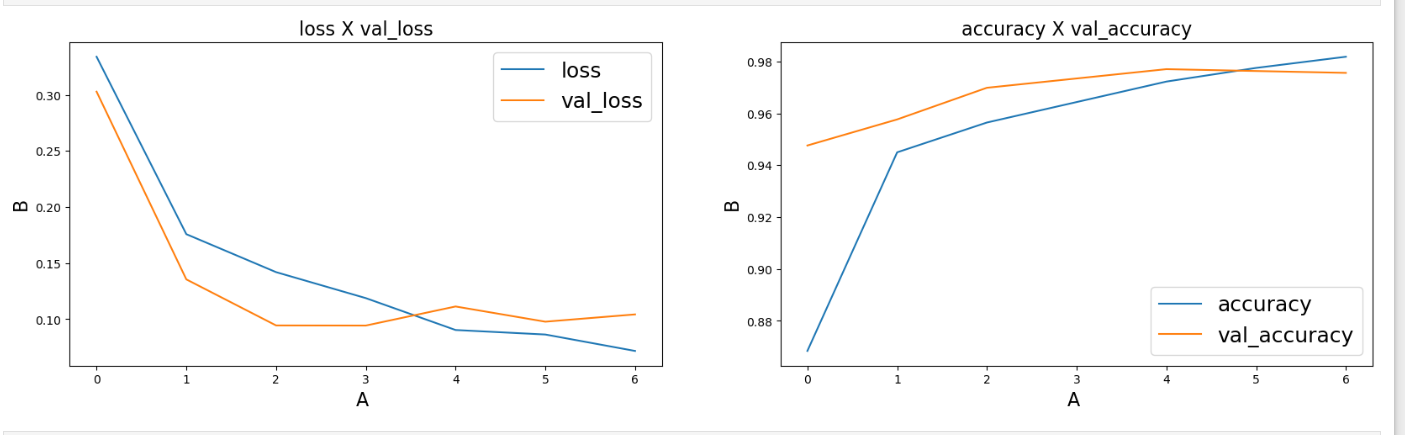 loss X val_loss
loss
val_loss
0.30
0.25
0.20
0.15
0.10
B
0 1 2 3 4 5 6
A
accuracy X val_accuracy
0.98
0.96
0.94
0.92
0.90
0.88
B
accuracy
val_accuracy
0 1 2 3 4 5 6
A